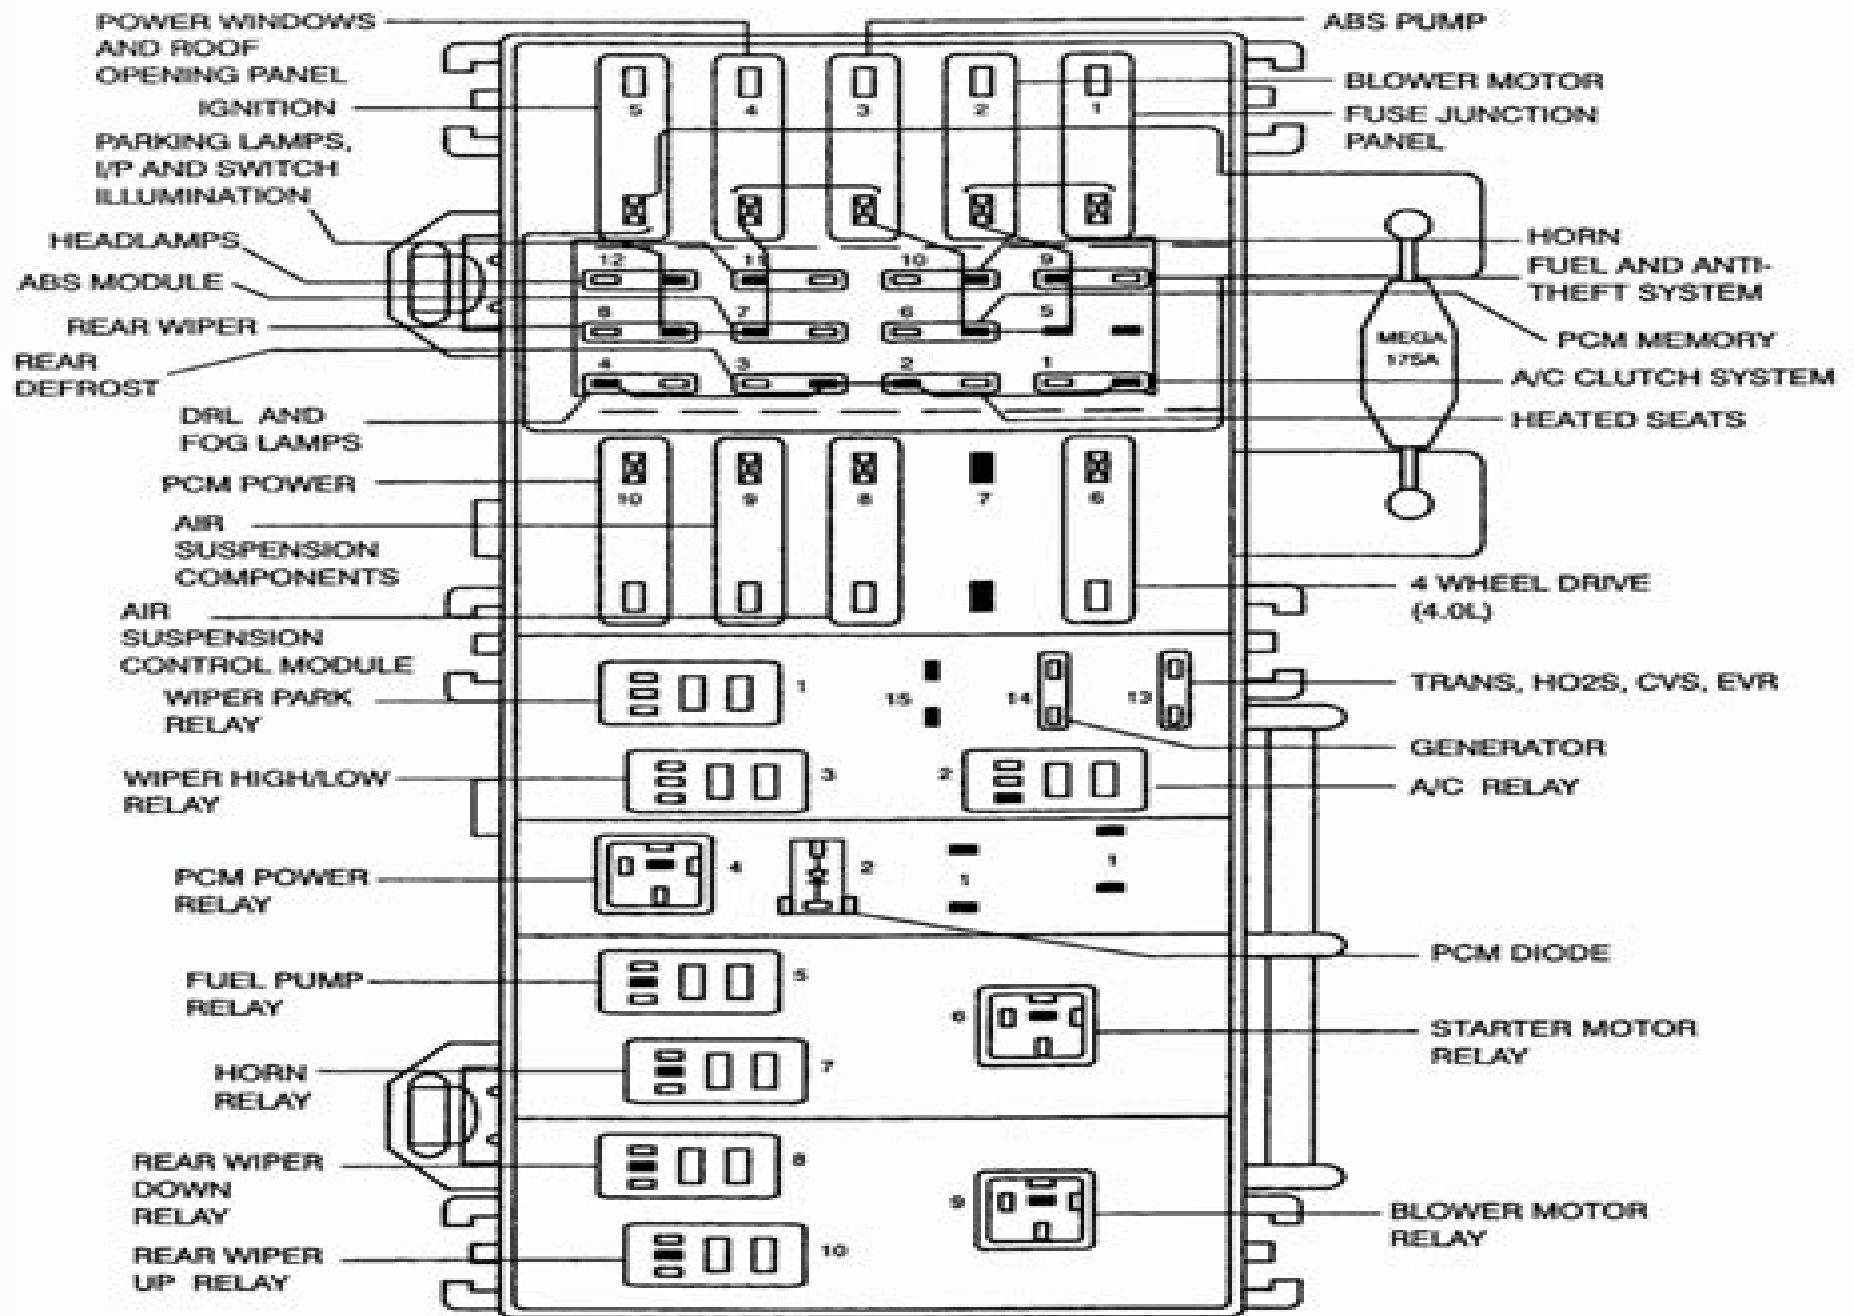 POWER WINDOWS
AND ROOF
OPENING PANEL
IGNITION
PARKING LAMPS,
I/P AND SWITCH
ILLUMINATION
HEADLAMPS
ABS MODULE
REAR WIPER
REAR
DEFROST
DRL AND
FOG LAMPS
PCM POWER
AIR
SUSPENSION
COMPONENTS
AIR
SUSPENSION
CONTROL MODULE
WIPER PARK
RELAY
WIPER HIGH/LOW
RELAY
PCM POWER
RELAY
FUEL PUMP
RELAY
HORN
RELAY
REAR WIPER
DOWN
RELAY
REAR WIPER
UP RELAY
5 4 3 2 1
12 11 10 9
8 7 6 5
4 3 2 1
10 9 8 7 6
1 15 14 13
3 2
4 2 1 1
5
6
7
8
9
10
ABS PUMP
BLOWER MOTOR
FUSE JUNCTION
PANEL
HORN
FUEL AND ANTI-
THEFT SYSTEM
MEGA
175A
PCM MEMORY
A/C CLUTCH SYSTEM
HEATED SEATS
4 WHEEL DRIVE
(4.0L)
TRANS, HO2S, CVS, EVR
GENERATOR
A/C RELAY
PCM DIODE
STARTER MOTOR
RELAY
BLOWER MOTOR
RELAY